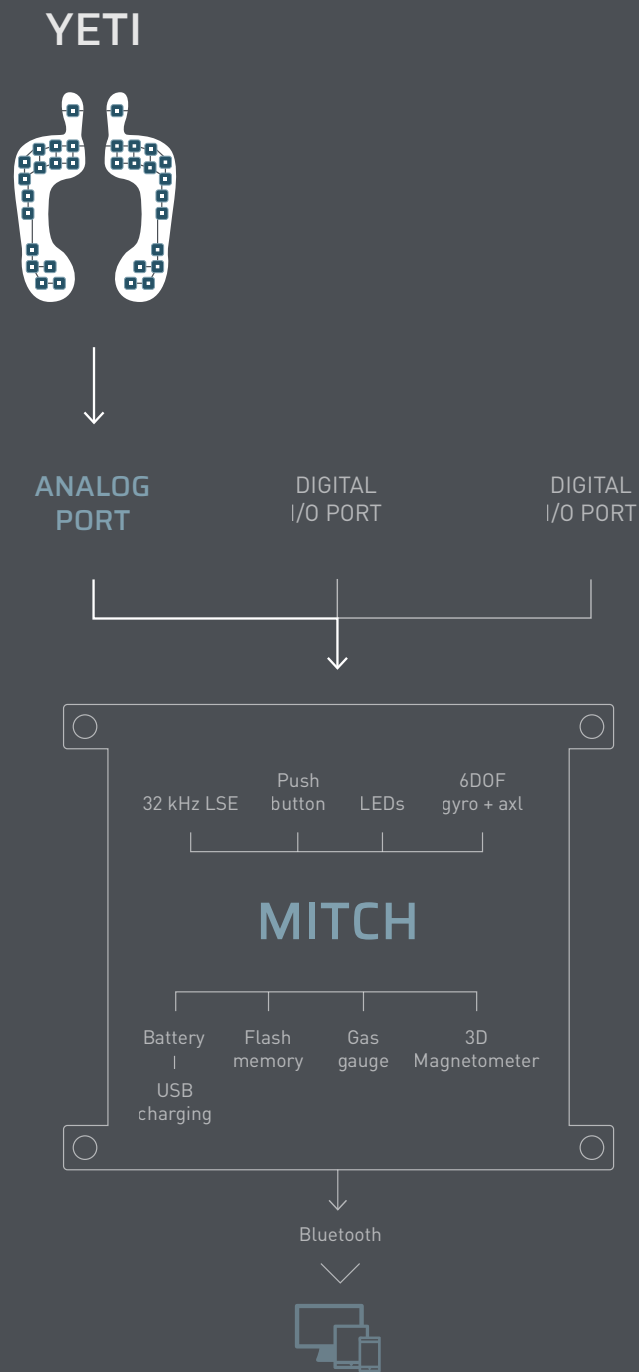 YETI
ANALOG
PORT
DIGITAL
I/O PORT
DIGITAL
I/O PORT
32 kHz LSE
Push
button
LEDs
6DOF
gyro + axl
MITCH
Battery
USB
charging
Flash
memory
Gas
gauge
3D
Magnetometer
Bluetooth